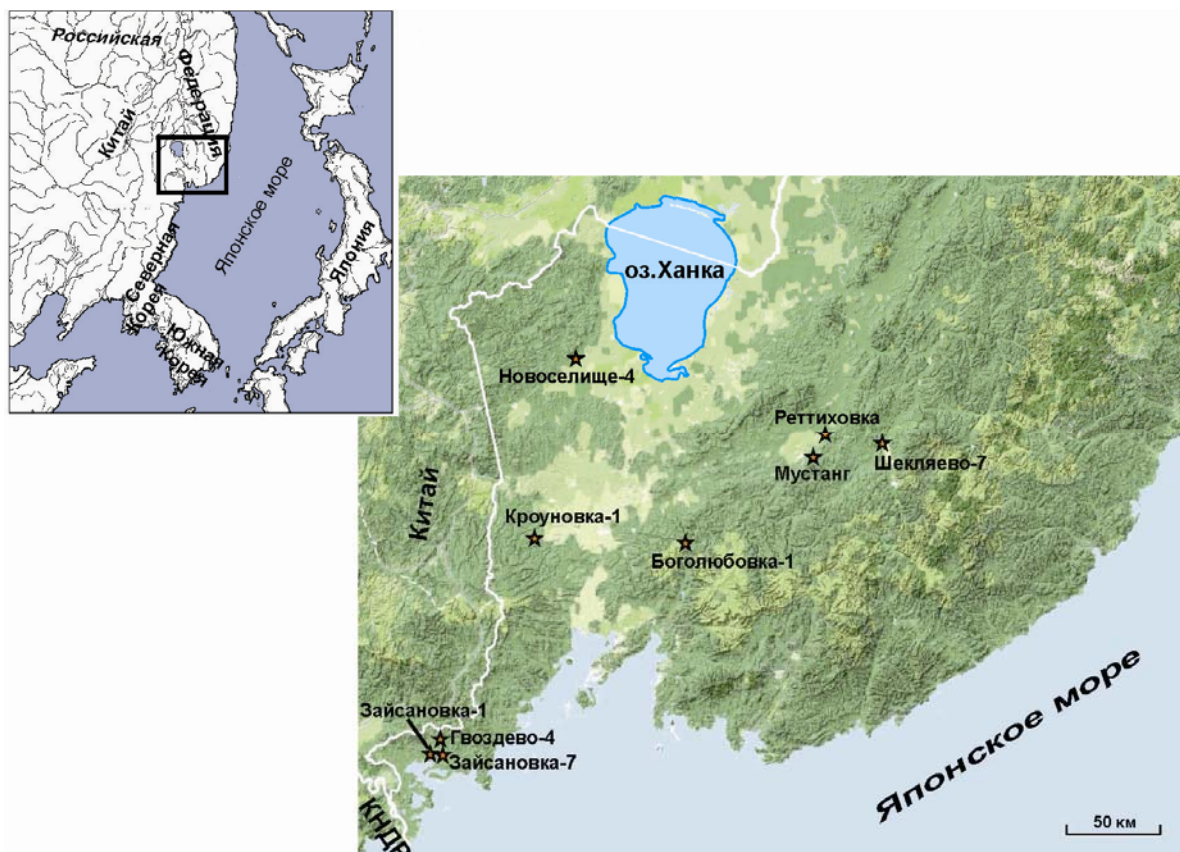 Российская
Федерация
Китай
Японское море
Северная
Корея
Южная
Корея
Япония
оз.Ханка
Новоселище-4
Реттиховка
Мустанг
Шекляево-7
Китай
Кроуновка-1
Боголюбовка-1
Зайсановка-1
Гвоздево-4
Зайсановка-7
Японское море
КНДР
50 км